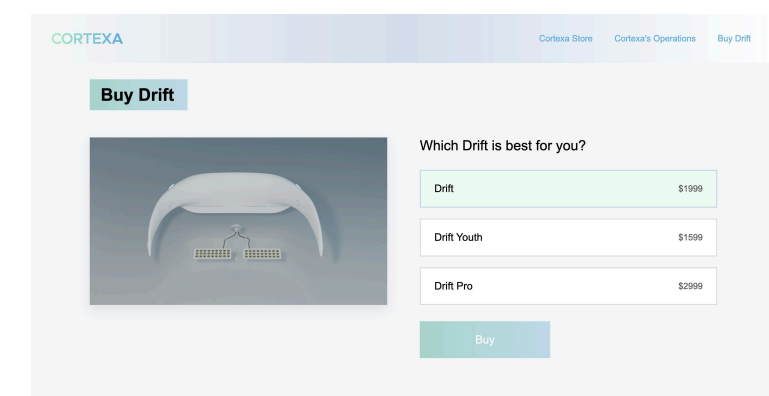 CORTEXA
Cortexa Store Cortexa's Operations Buy Drift
Buy Drift
Which Drift is best for you?
Drift $1999
Drift Youth $1599
Drift Pro $2999
Buy